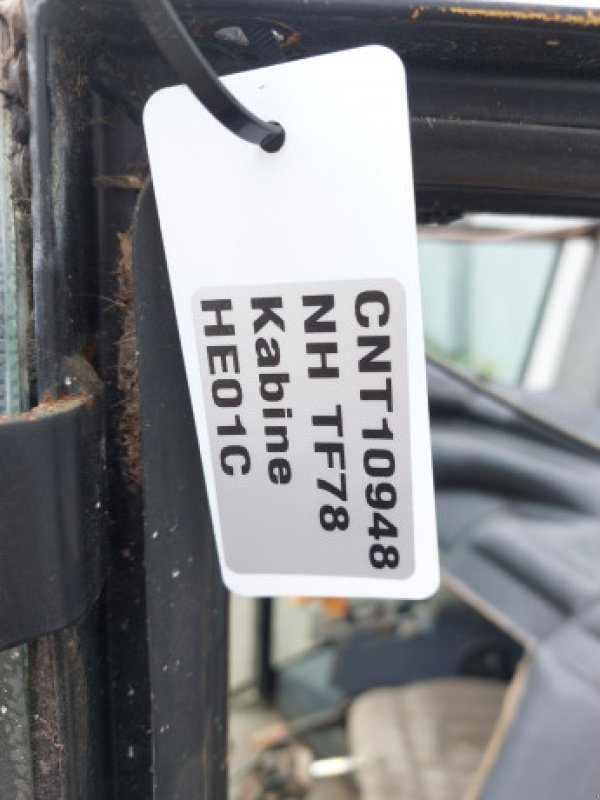 CNT10948
NH TF78
Kabine
HE01C